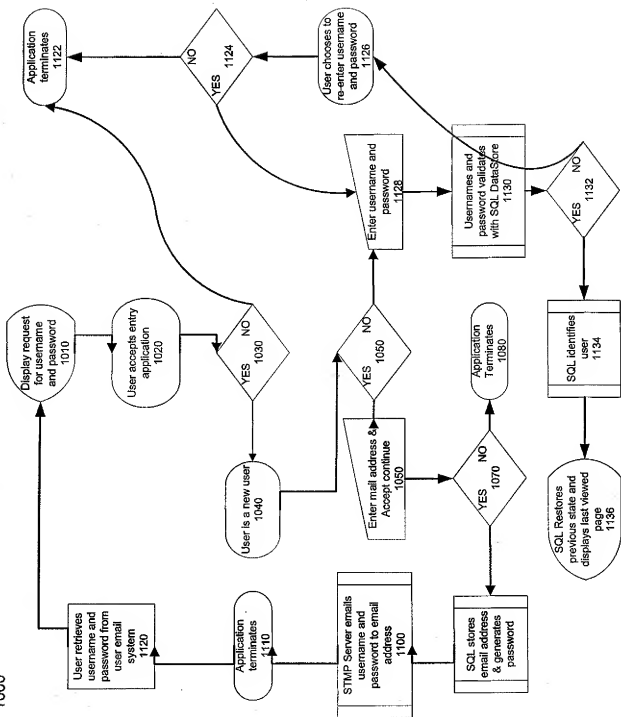 1000
Display request
for username
and password
1010
User accepts entry
application
1020
YES
NO
1030
User is a new user
1040
YES
NO
1050
Enter mail address &
Accept continue
1050
YES
NO
1070
Application
Terminates
1080
SQL stores
email address
& generates
password
STMP Server emails
username and
password to email
address
1100
Application
terminates
1110
User retrieves
username and
password from
user email
system
1120
Application
terminates
1122
NO
YES
1124
User chooses to
re-enter username
and password
1126
Enter username and
password
1128
Usernames and
password validates
with SQL DataStore
1130
YES
NO
1132
SQL identifies
user
1134
SQL Restores
previous state and
displays last viewed
page
1136